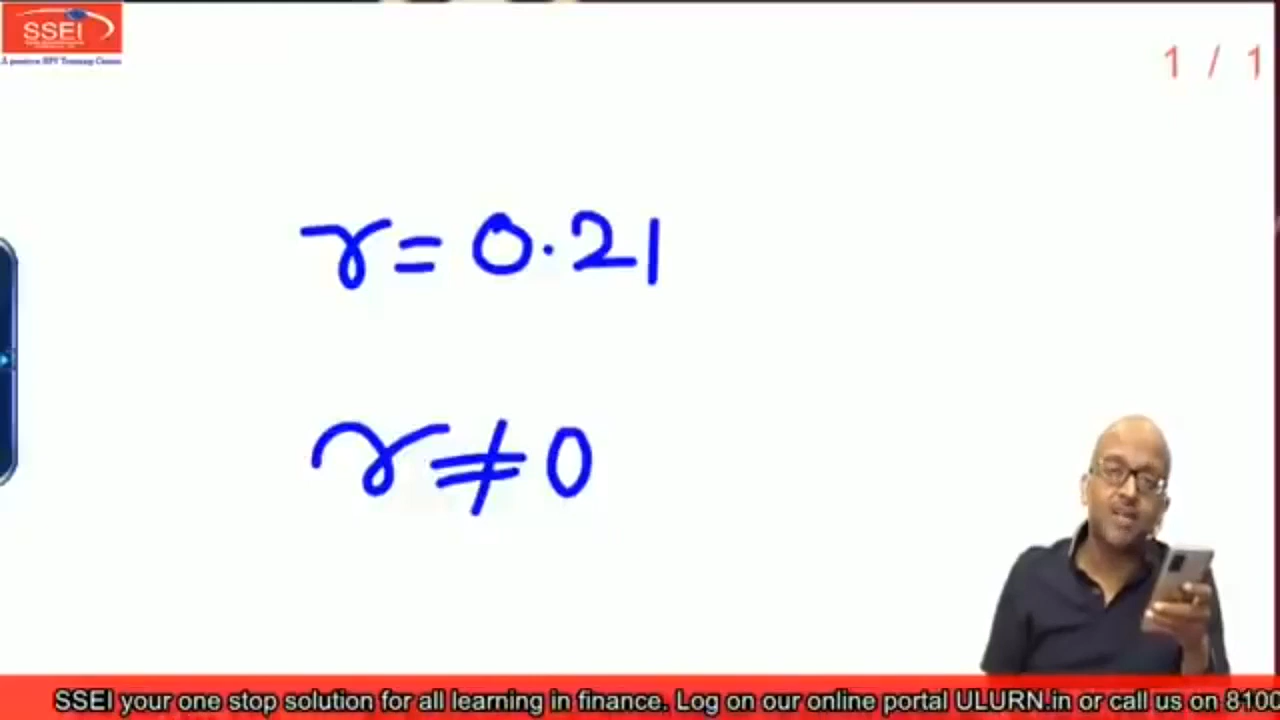 SSEI
1 / 1
r = 0.21
r ≠ 0
SSEI your one stop solution for all learning in finance. Log on our online portal ULURN.in or call us on 8100